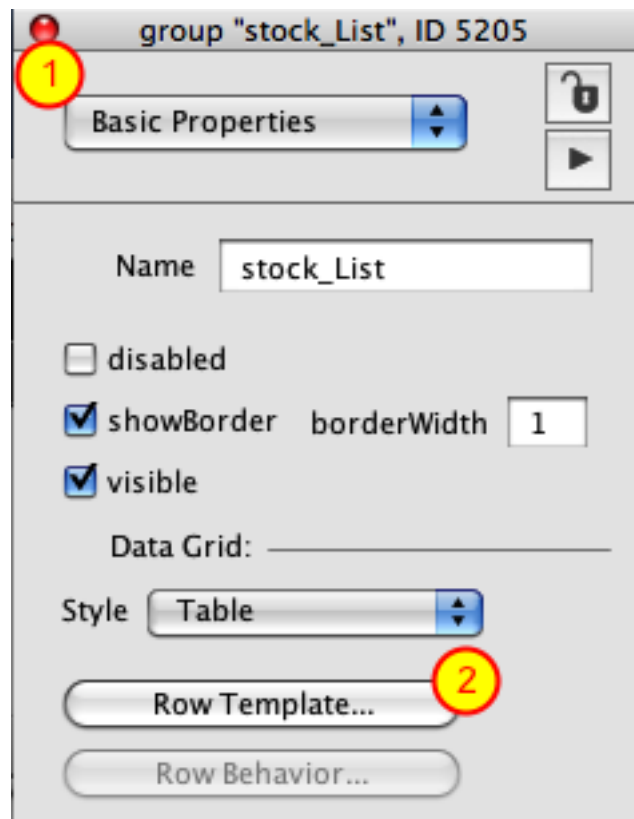 group "stock_List", ID 5205
1
Basic Properties
Name stock_List
disabled
showBorder borderWidth 1
visible
Data Grid:
Style Table
2
Row Template...
Row Behavior...